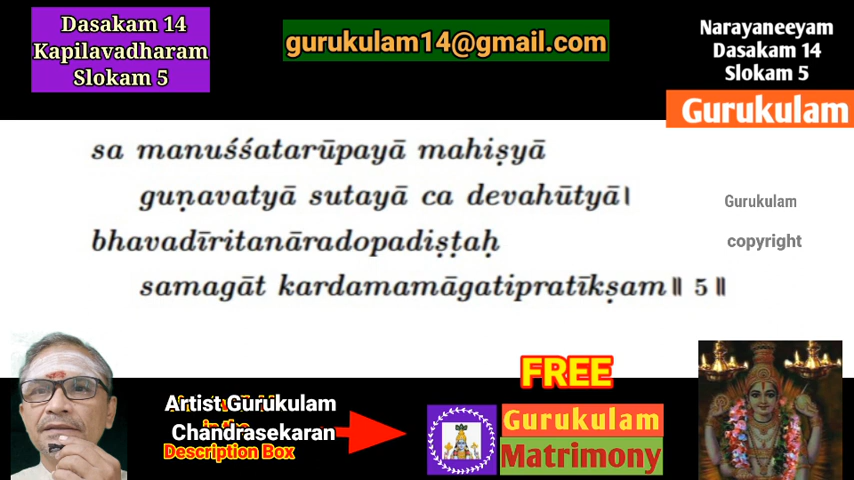 Dasakam 14
Kapilavadharam
Slokam 5
gurukulam14@gmail.com
Narayaneeyam
Dasakam 14
Slokam 5
Gurukulam
sa manuśśatarūpayā mahiṣyā
guṇavatyā sutayā ca devahūtyā|
bhavadīritanāradopadiṣṭaḥ
samagāt kardamamāgatipratīkṣam‖ 5‖
Gurukulam
copyright
FREE
Artist Gurukulam
Chandrasekaran
Description Box
Gurukulam
Matrimony